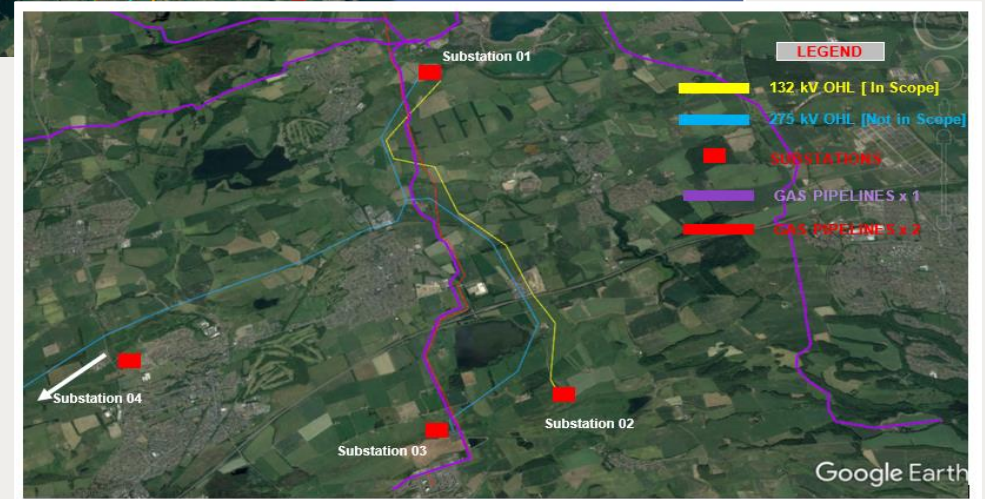 Substation 01
LEGEND
132 kV OHL [ In Scope]
275 kV OHL [Not in Scope]
SUBSTATIONS
GAS PIPELINES x 1
GAS PIPELINES x 2
Substation 04
Substation 02
Substation 03
Google Earth